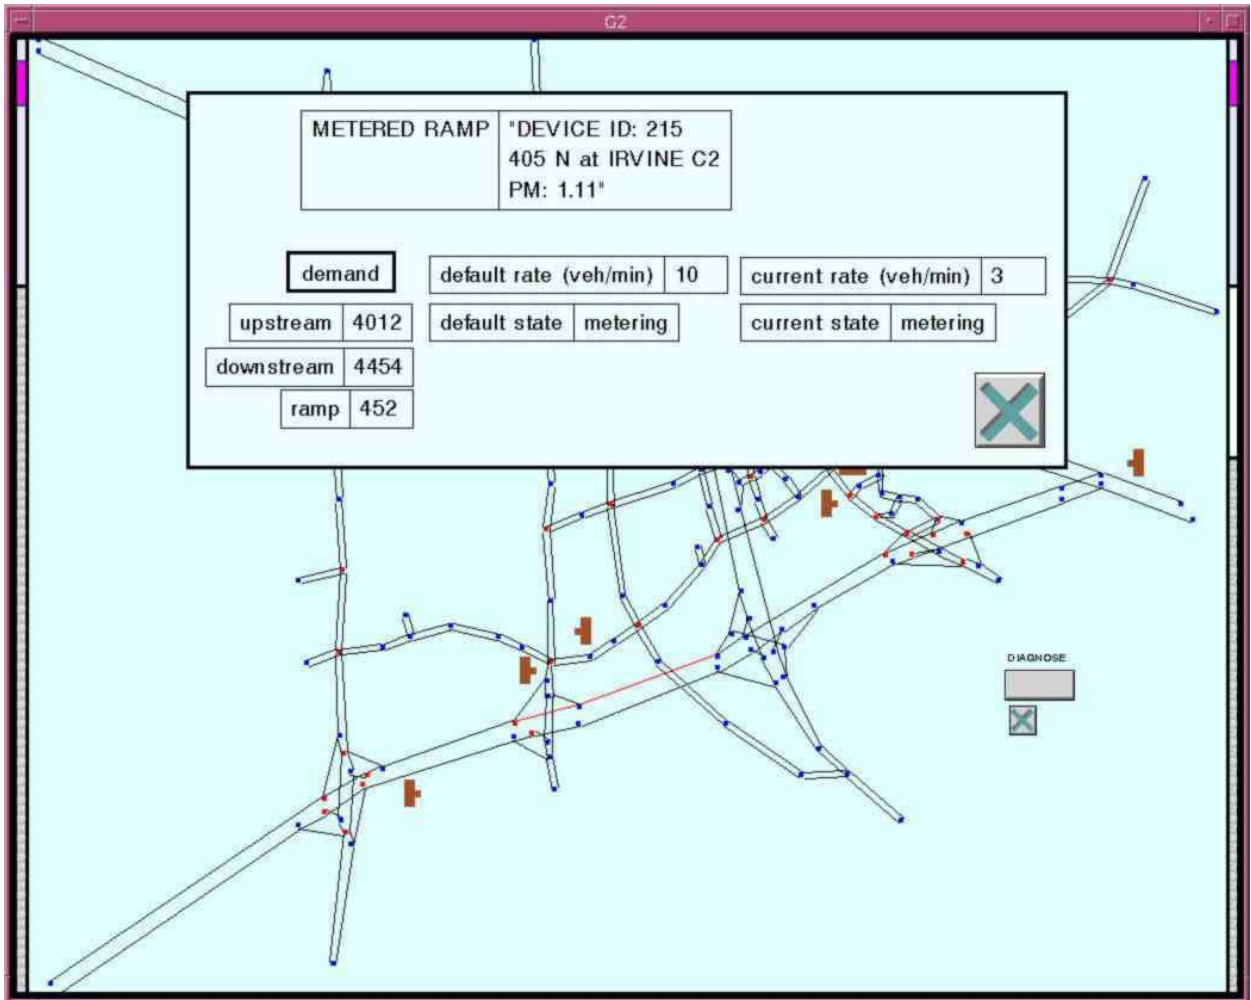 G2
METERED RAMP "DEVICE ID: 215
405 N at IRVINE C2
PM: 1.11"
demand default rate (veh/min) 10 current rate (veh/min) 3
upstream 4012 default state metering current state metering
downstream 4454
ramp 452
DIAGNOSE